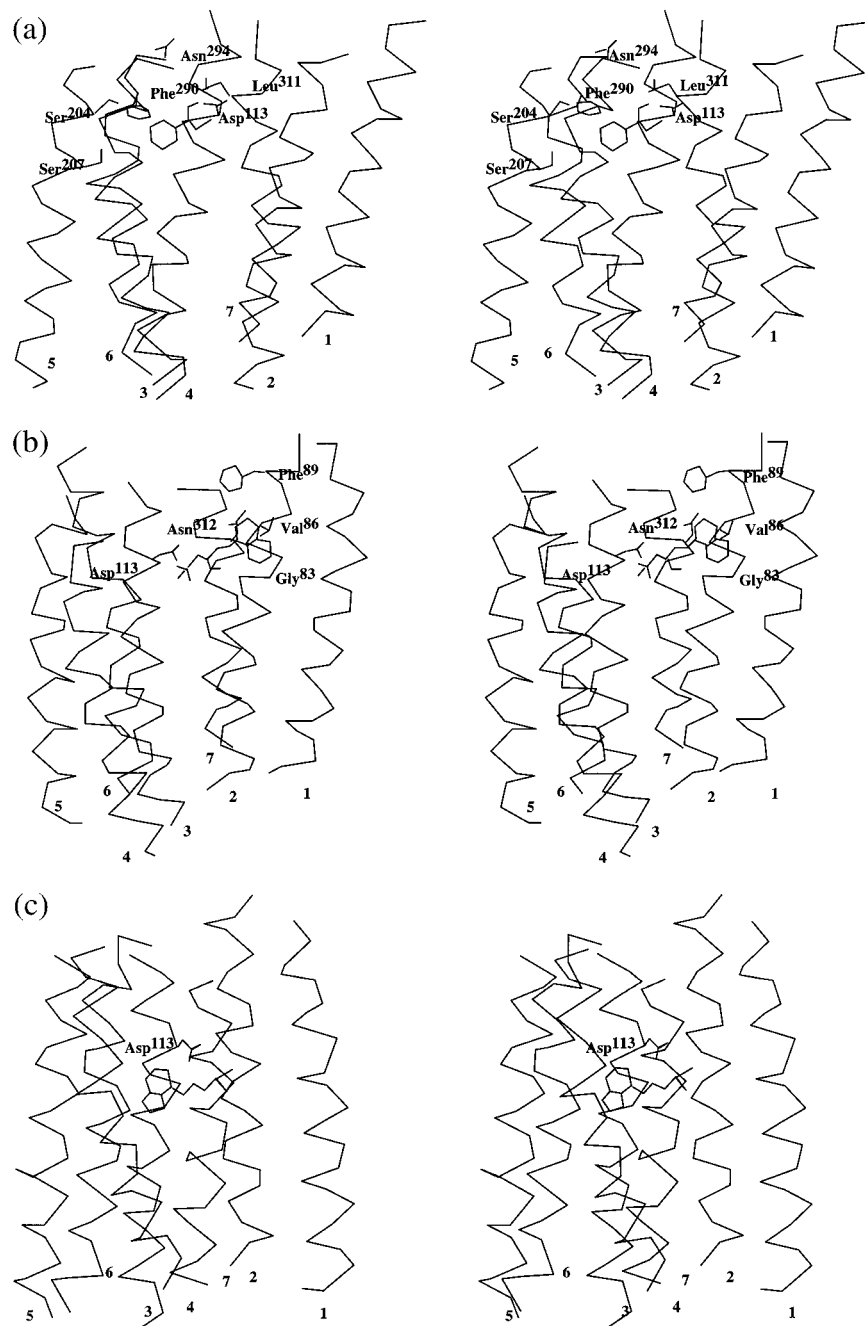 (a)
Asn294 Asn294
Phe290 Leu311 Phe290 Leu311
Ser204 Asp113 Ser204 Asp113
Ser207 Ser207
7 7
1 1
5 6 5 6
3 4 2 3 4 2
(b)
Phe89 Phe89
Asn312 Val86 Asn312 Val86
Asp113 Gly83 Asp113 Gly83
7 7
5 6 2 1 5 6 2 1
3 3
4 4
(c)
Asp113 Asp113
6 7 2 6 7 2
5 3 4 1 5 3 4 1